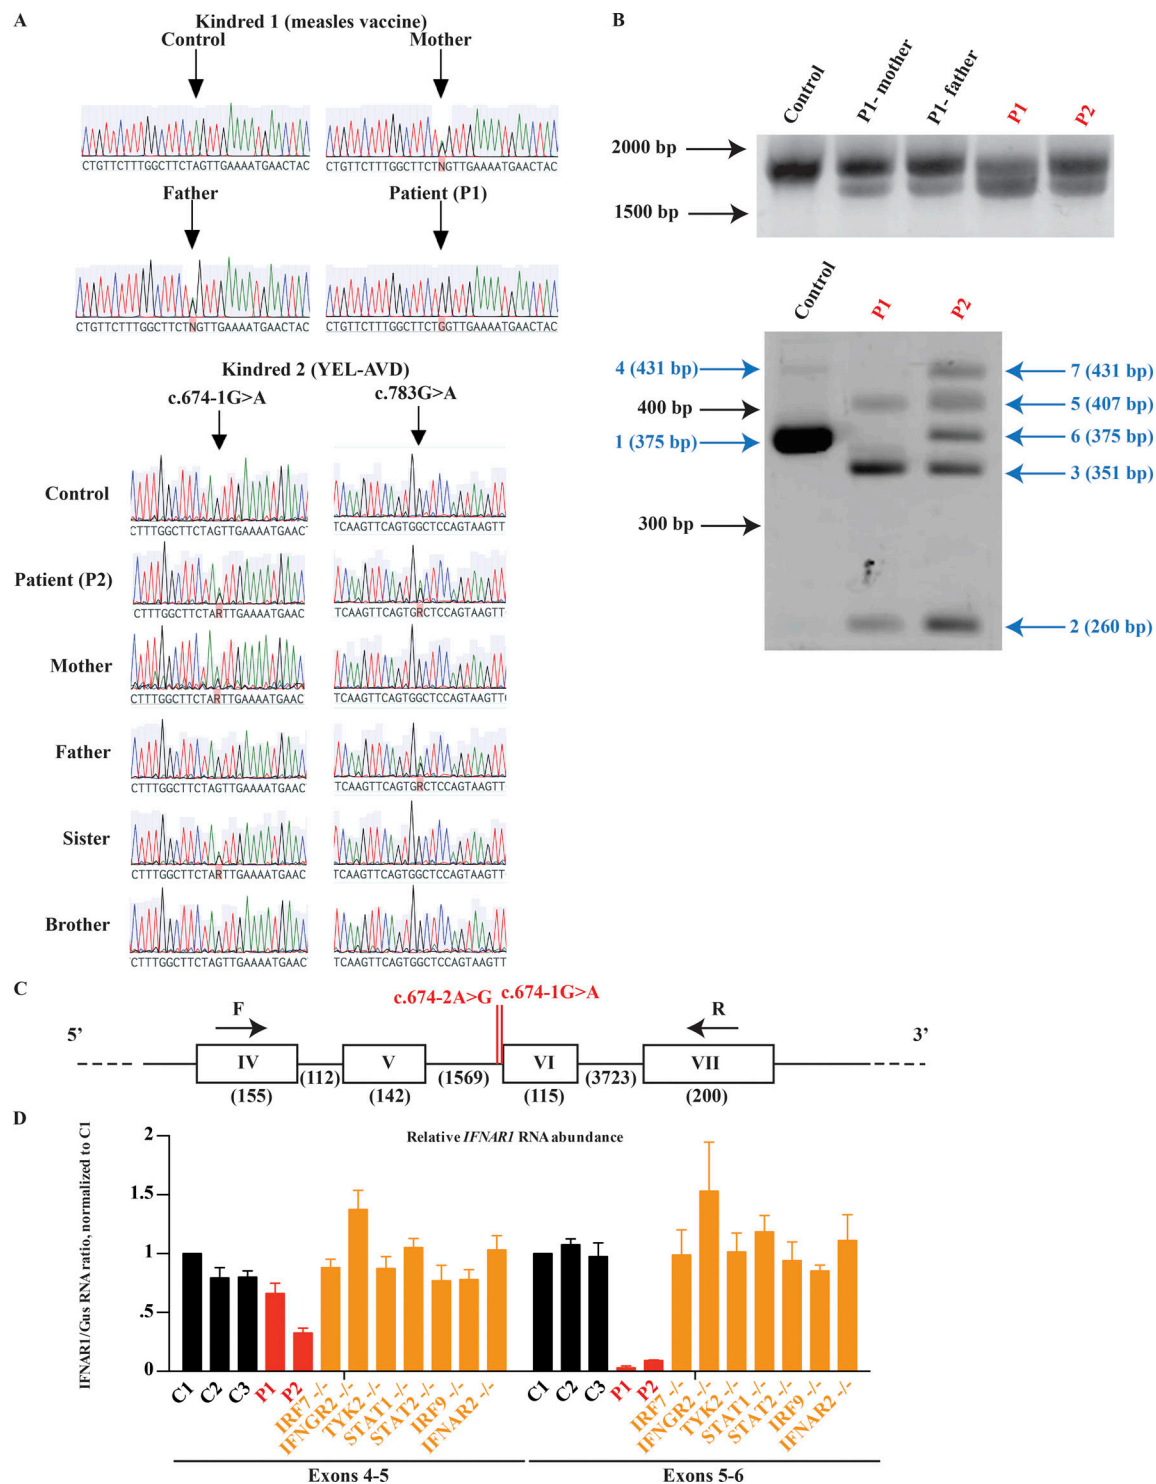 A
Kindred 1 (measles vaccine)
Control
Mother
CTGTTCTTTGGCTTCTAGTTGAAAATGAACTAC
CTGTTCTTTGGCTTCTNGTTGAAAATGAACTAC
Father
Patient (P1)
CTGTTCTTTGGCTTCTNGTTGAAAATGAACTAC
CTGTTCTTTGGCTTCTGGTTGAAAATGAACTAC
Kindred 2 (YEL-AVD)
c.674-1G>A
c.783G>A
Control
CTTTGGCTTCTAGTTGAAAATGAAC
TCAAGTTCAGTGGCTCCAGTAAGTT
Patient (P2)
CTTTGGCTTCTARTTGAAAATGAAC
TCAAGTTCAGTGRCTCCAGTAAGTT
Mother
CTTTGGCTTCTARTTGAAAATGAAC
TCAAGTTCAGTGGCTCCAGTAAGTT
Father
CTTTGGCTTCTAGTTGAAAATGAAC
TCAAGTTCAGTGRCTCCAGTAAGTT
Sister
CTTTGGCTTCTARTTGAAAATGAAC
TCAAGTTCAGTGGCTCCAGTAAGTT
Brother
CTTTGGCTTCTAGTTGAAAATGAAC
TCAAGTTCAGTGGCTCCAGTAAGTT
B
Control
P1- mother
P1- father
P1
P2
2000 bp
1500 bp
Control
P1
P2
4 (431 bp)
400 bp
1 (375 bp)
300 bp
7 (431 bp)
5 (407 bp)
6 (375 bp)
3 (351 bp)
2 (260 bp)
C
c.674-2A>G
c.674-1G>A
F
R
5’
3’
IV
V
VI
VII
(112)
(1569)
(3723)
(155)
(142)
(115)
(200)
D
Relative IFNAR1 RNA abundance
IFNAR1/Gus RNA ratio, normalized to C1
2
1.5
1
.5
0
C1
C2
C3
P1
P2
IRF7 -/-
IFNGR2 -/-
TYK2 -/-
STAT1 -/-
STAT2 -/-
IRF9 -/-
IFNAR2 -/-
C1
C2
C3
P1
P2
IRF7 -/-
IFNGR2 -/-
TYK2 -/-
STAT1 -/-
STAT2 -/-
IRF9 -/-
IFNAR2 -/-
Exons 4-5
Exons 5-6